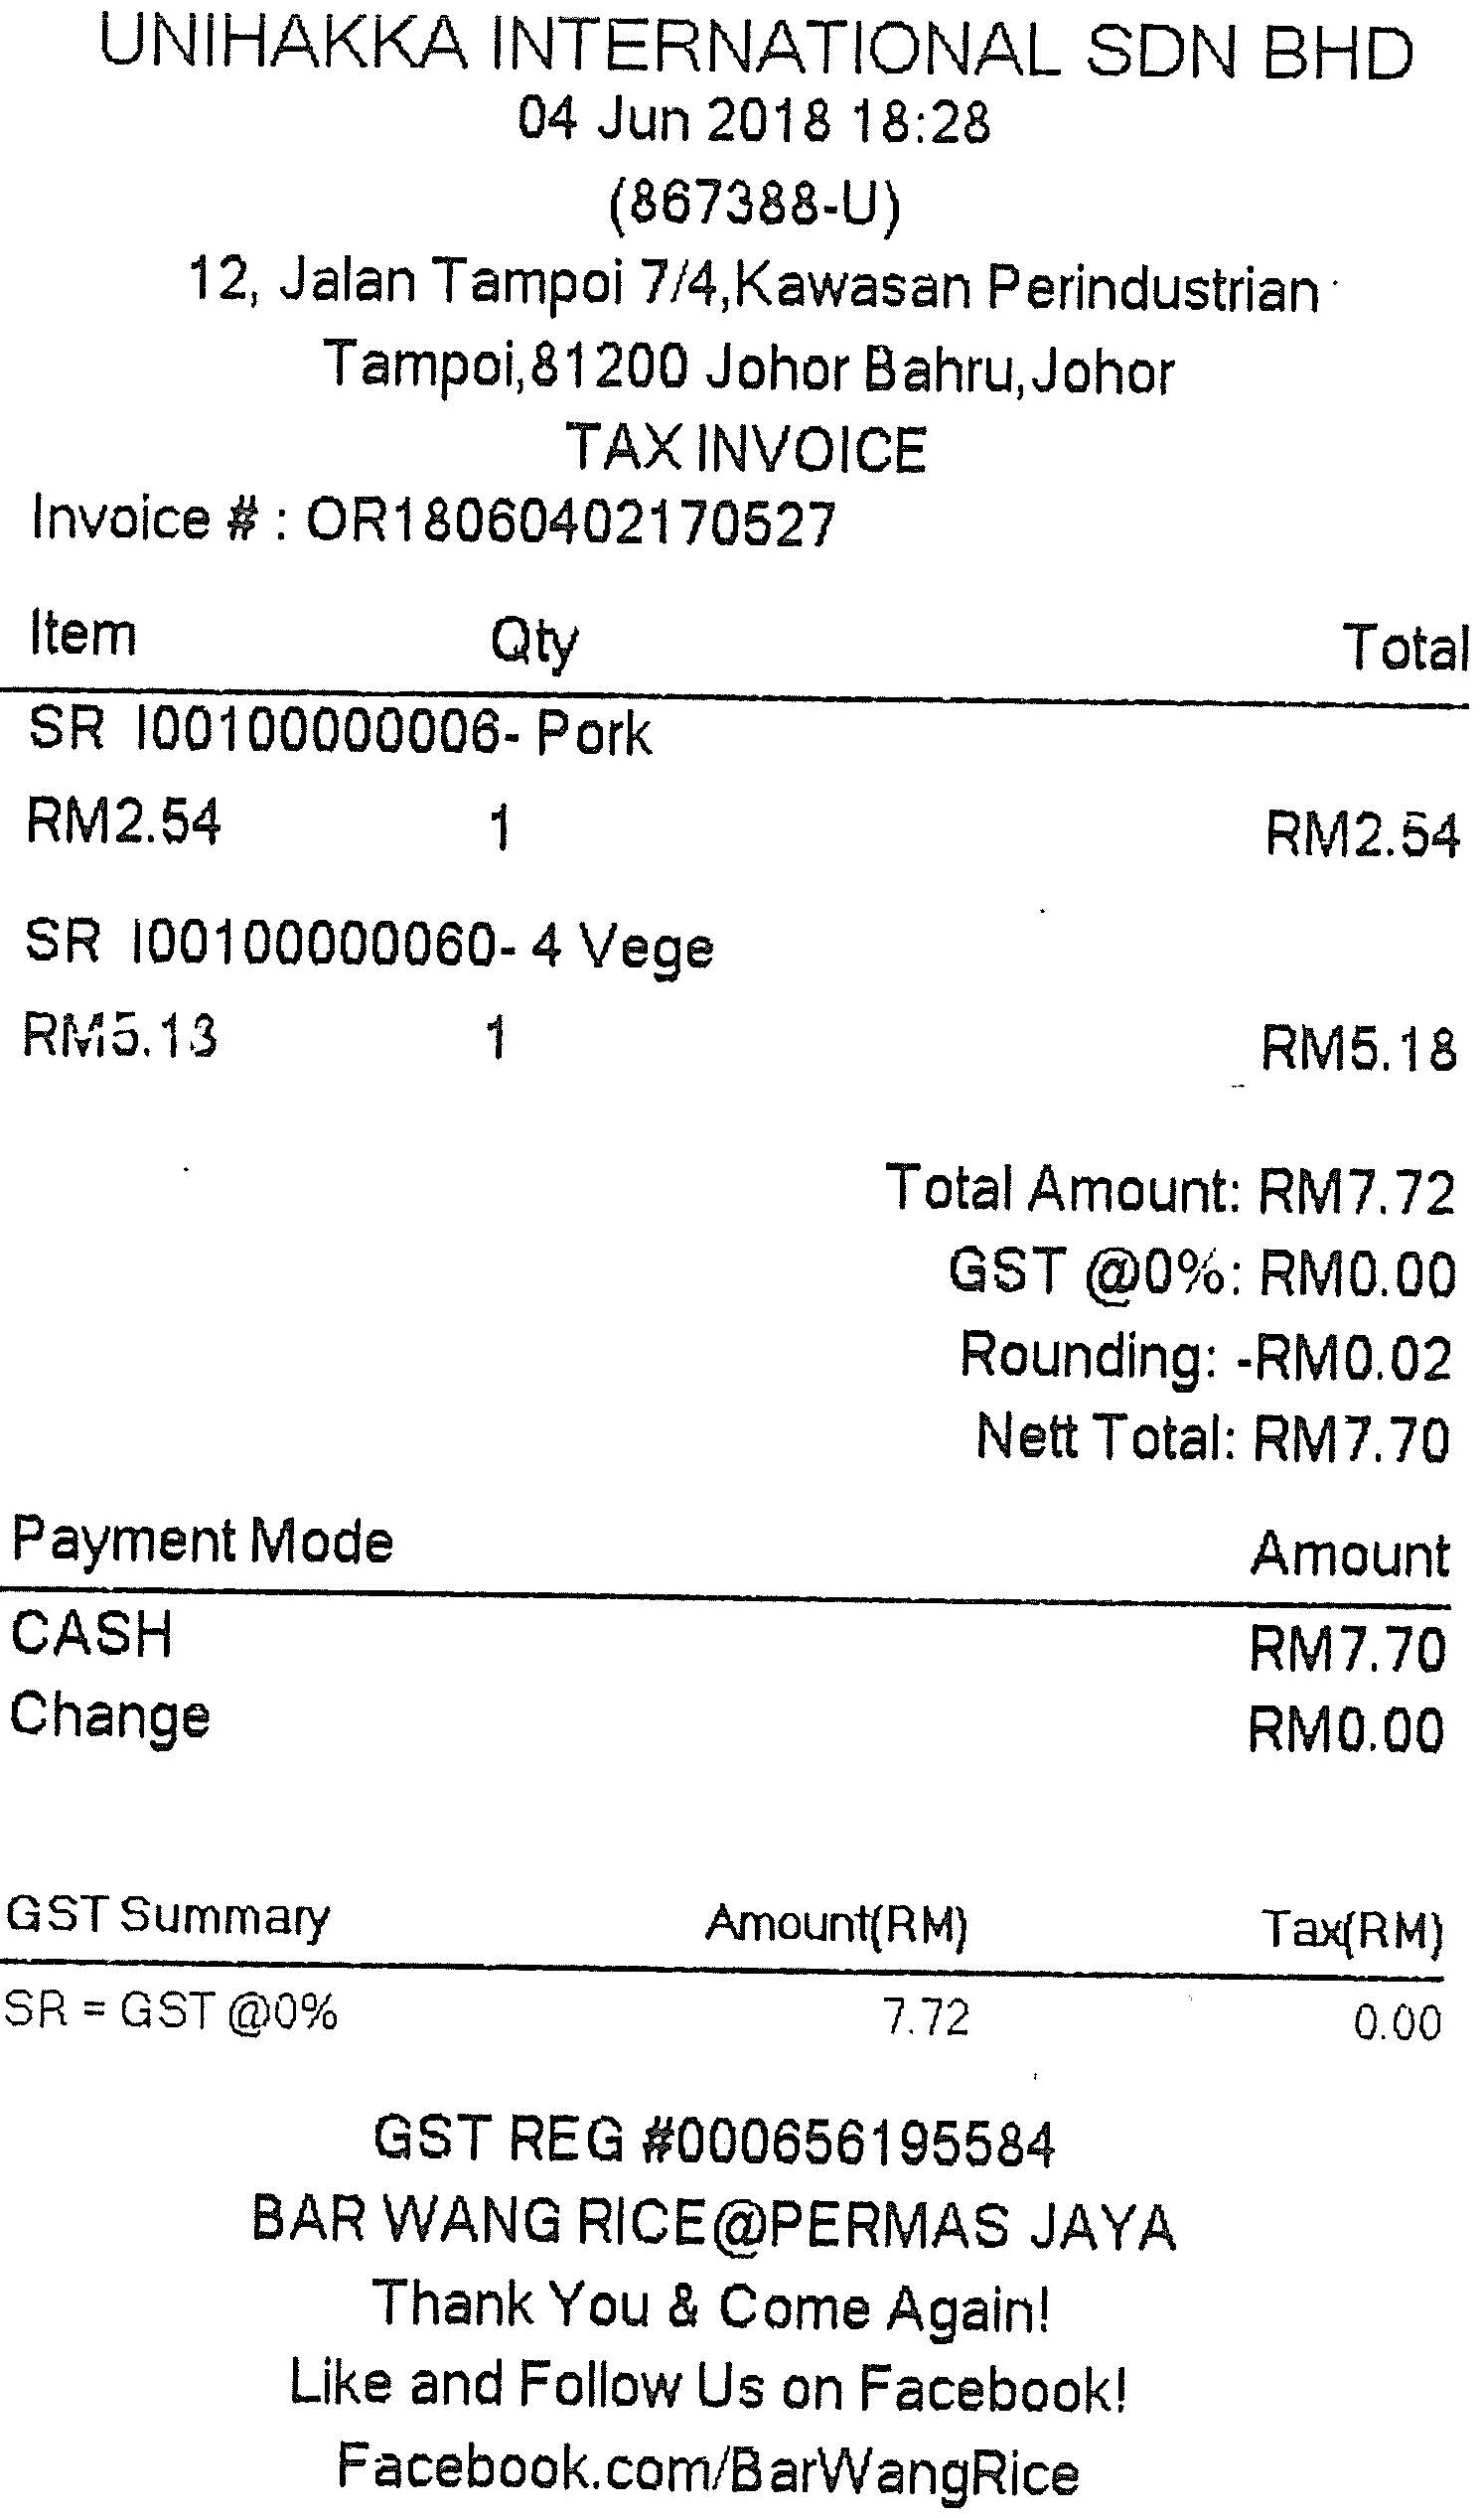 UNIHAKKA INTERNATIONAL SDN BHD
04 Jun 2018 18:28
(867388-U)
12, Jalan Tampoi 7/4,Kawasan Perindustrian
Tampoi,81200 Johor Bahru,Johor
TAX INVOICE
Invoice # : OR18060402170527
Item Qty Total
SR I00100000006- Pork
RM2.54 1 RM2.54
SR I00100000060- 4 Vege
RM5.18 1 RM5.18
Total Amount: RM7.72
GST @0%: RM0.00
Rounding: -RM0.02
Nett Total: RM7.70
Payment Mode Amount
CASH RM7.70
Change RM0.00
GST Summary Amount(RM) Tax(RM)
SR = GST @0% 7.72 0.00
GST REG #000656195584
BAR WANG RICE@PERMAS JAYA
Thank You & Come Again!
Like and Follow Us on Facebook!
Facebook.com/BarWangRice